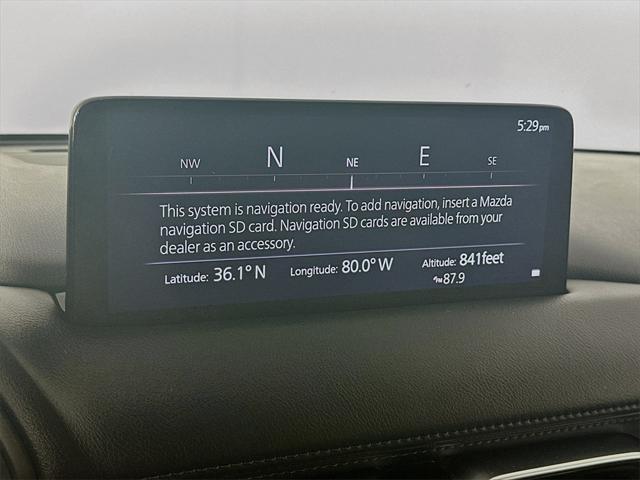 5:29pm
NW N NE E SE
This system is navigation ready. To add navigation, insert a Mazda
navigation SD card. Navigation SD cards are available from your
dealer as an accessory.
Latitude: 36.1° N Longitude: 80.0° W Altitude: 841feet
87.9